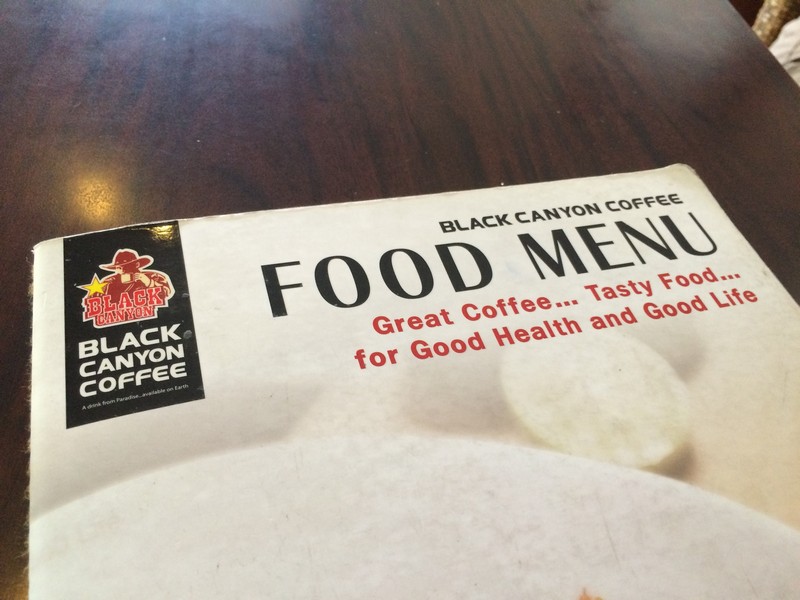 BLACK CANYON COFFEE
FOOD MENU
Great Coffee... Tasty Food...
for Good Health and Good Life
BLACK
CANYON
BLACK
CANYON
COFFEE
A drink from Paradise...available on Earth